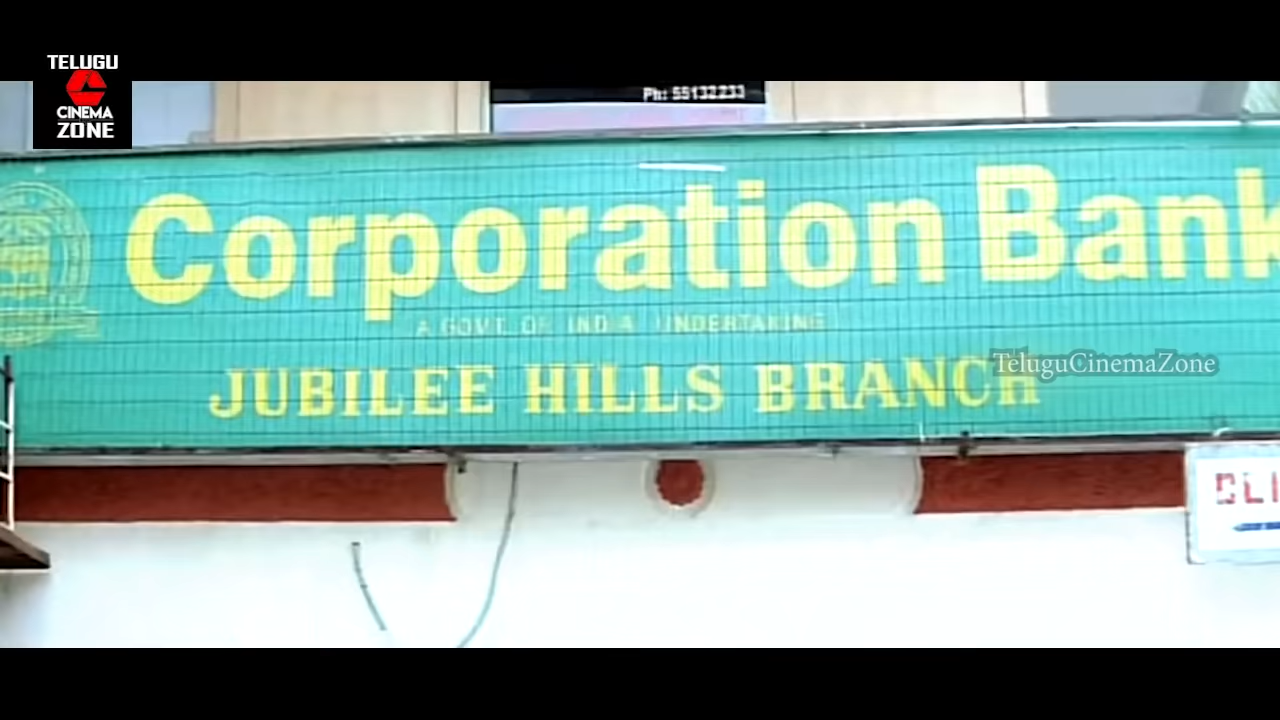 TELUGU
CINEMA
ZONE
Ph: 55132233
Corporation Bank
A GOVT. OF INDIA UNDERTAKING
JUBILEE HILLS BRANCH
TeluguCinemaZone